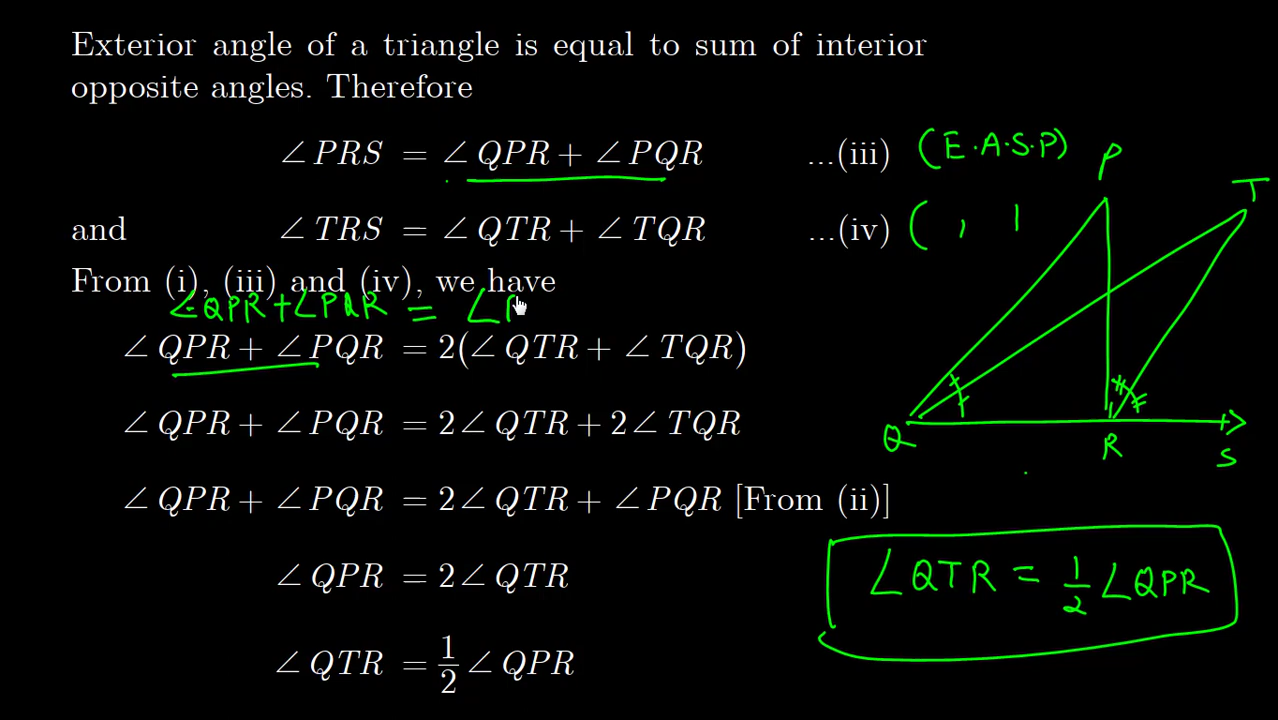 Exterior angle of a triangle is equal to sum of interior
opposite angles. Therefore
∠PRS = ∠QPR + ∠PQR ...(iii) (E.A.S.P)
and ∠TRS = ∠QTR + ∠TQR ...(iv) (
From (i), (iii) and (iv), we have
∠QPR + ∠PQR = ∠
∠QPR + ∠PQR = 2(∠QTR + ∠TQR)
∠QPR + ∠PQR = 2∠QTR + 2∠TQR
∠QPR + ∠PQR = 2∠QTR + ∠PQR [From (ii)]
∠QPR = 2∠QTR
∠QTR = 1/2 ∠QPR
P
T
Q
R
S
∠QTR = 1/2 ∠QPR